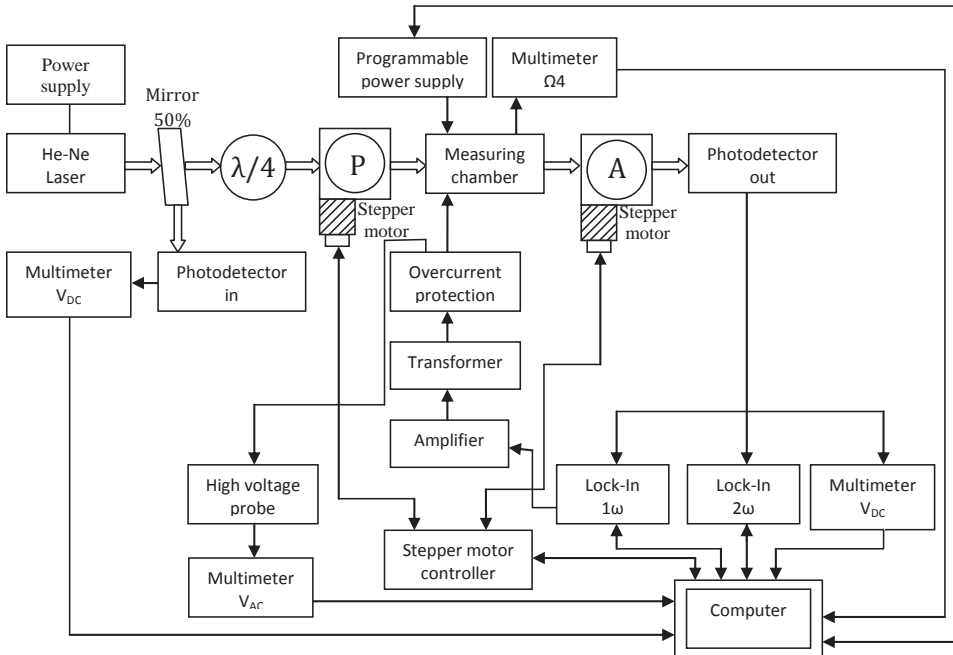 Programmable
power supply
Multimeter
Ω4
Power
supply
Mirror
50%
He-Ne
Laser
λ/4
P
Measuring
chamber
A
Photodetector
out
Stepper
motor
Stepper
motor
Multimeter
VDC
Photodetector
in
Overcurrent
protection
Transformer
Amplifier
High voltage
probe
Lock-In
1ω
Lock-In
2ω
Multimeter
VDC
Stepper motor
controller
Multimeter
VAC
Computer